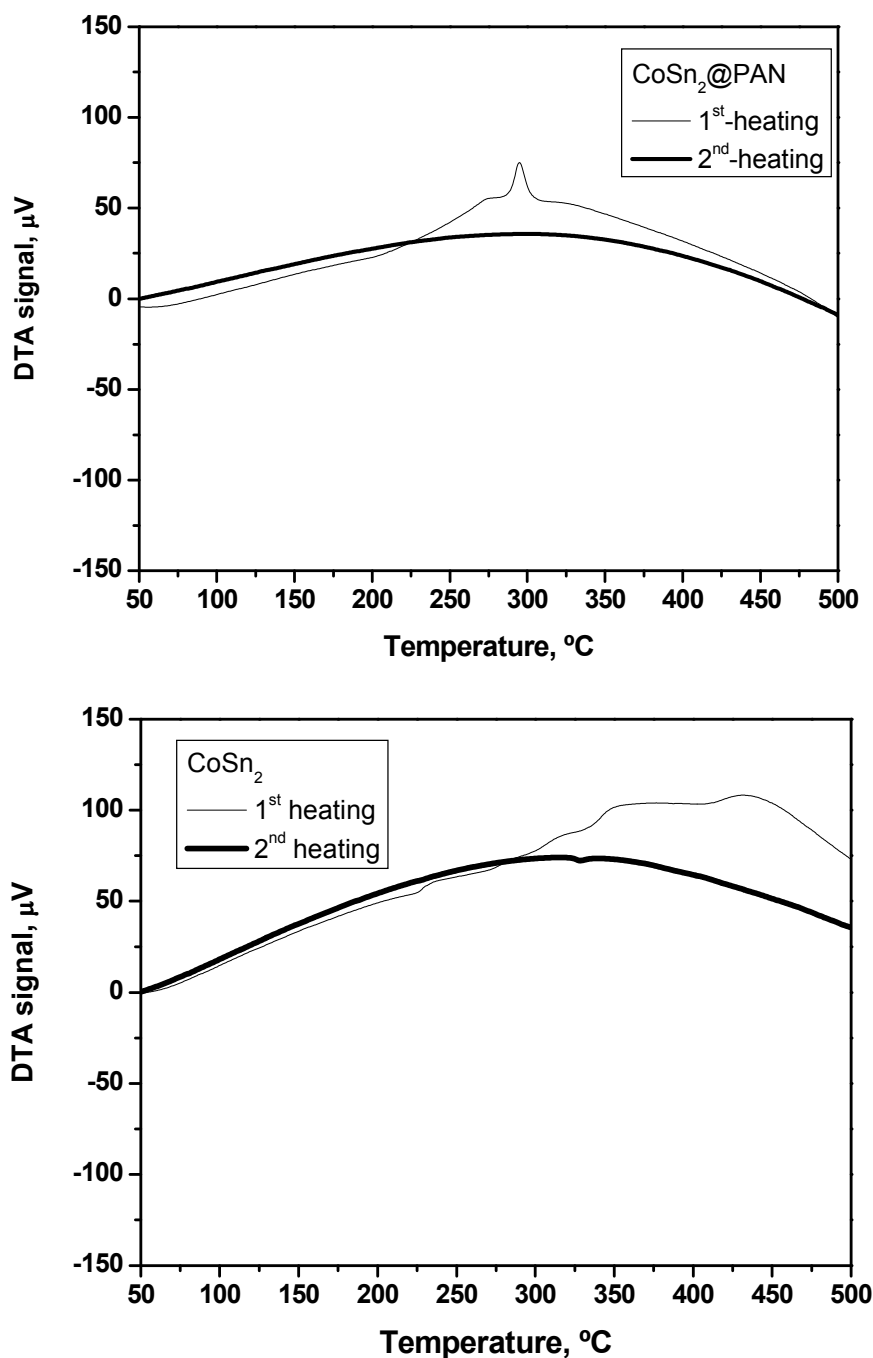 150
CoSn2@PAN
1st-heating
2nd-heating
100
50
0
-50
-100
-150
DTA signal, μV
50 100 150 200 250 300 350 400 450 500
Temperature, ºC
150
CoSn2
1st heating
2nd heating
100
50
0
-50
-100
-150
DTA signal, μV
50 100 150 200 250 300 350 400 450 500
Temperature, ºC